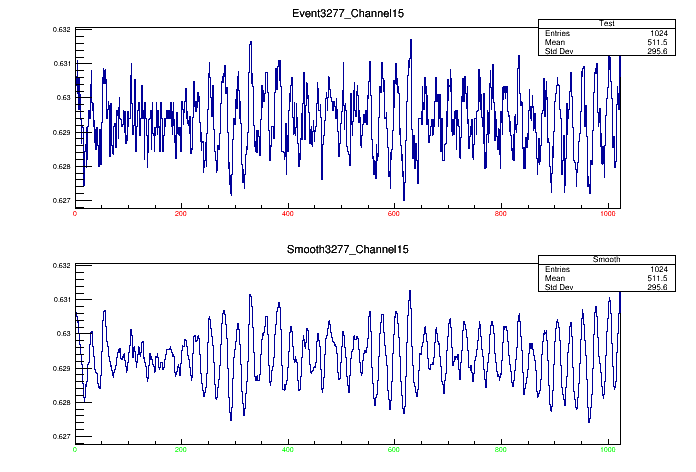 Event3277_Channel15
Test
Entries 1024
Mean 511.5
Std Dev 295.6
0.632
0.631
0.63
0.629
0.628
0.627
0 200 400 600 800 1000
Smooth3277_Channel15
Smooth
Entries 1024
Mean 511.5
Std Dev 295.6
0.632
0.631
0.63
0.629
0.628
0.627
0 200 400 600 800 1000